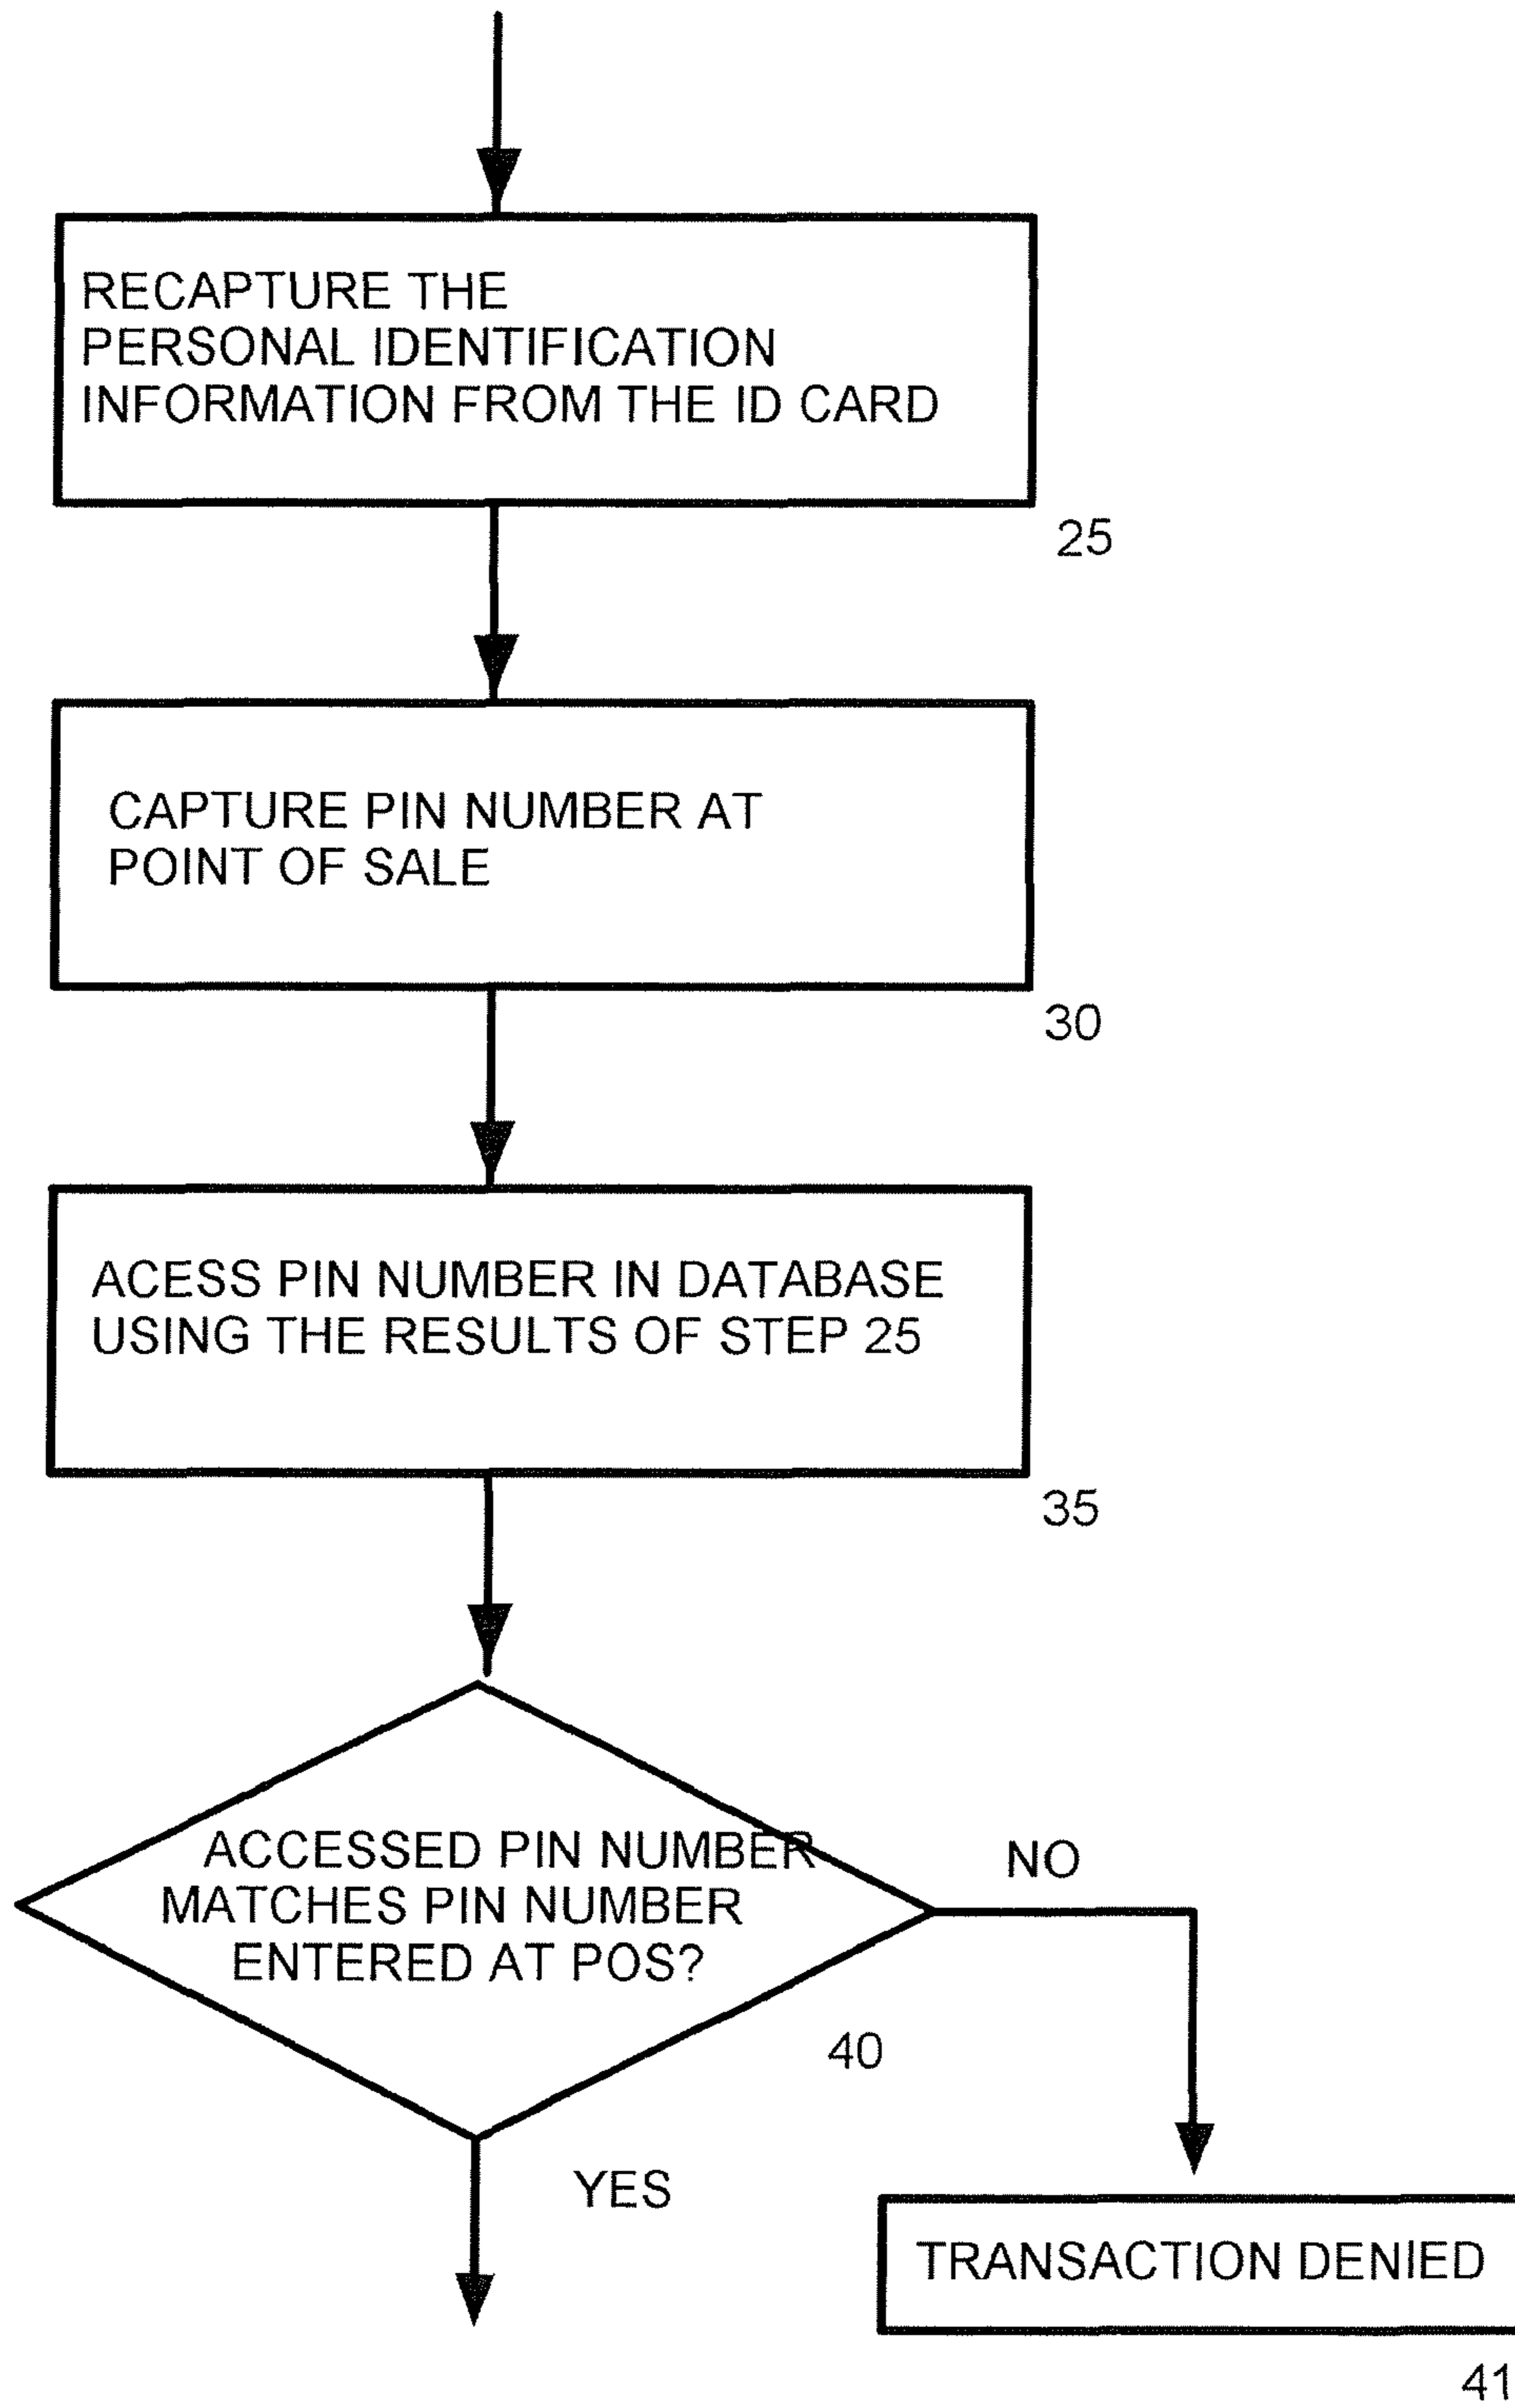 RECAPTURE THE
PERSONAL IDENTIFICATION
INFORMATION FROM THE ID CARD
25
CAPTURE PIN NUMBER AT
POINT OF SALE
30
ACESS PIN NUMBER IN DATABASE
USING THE RESULTS OF STEP 25
35
ACCESSED PIN NUMBER
MATCHES PIN NUMBER
ENTERED AT POS?
NO
40
YES
TRANSACTION DENIED
41